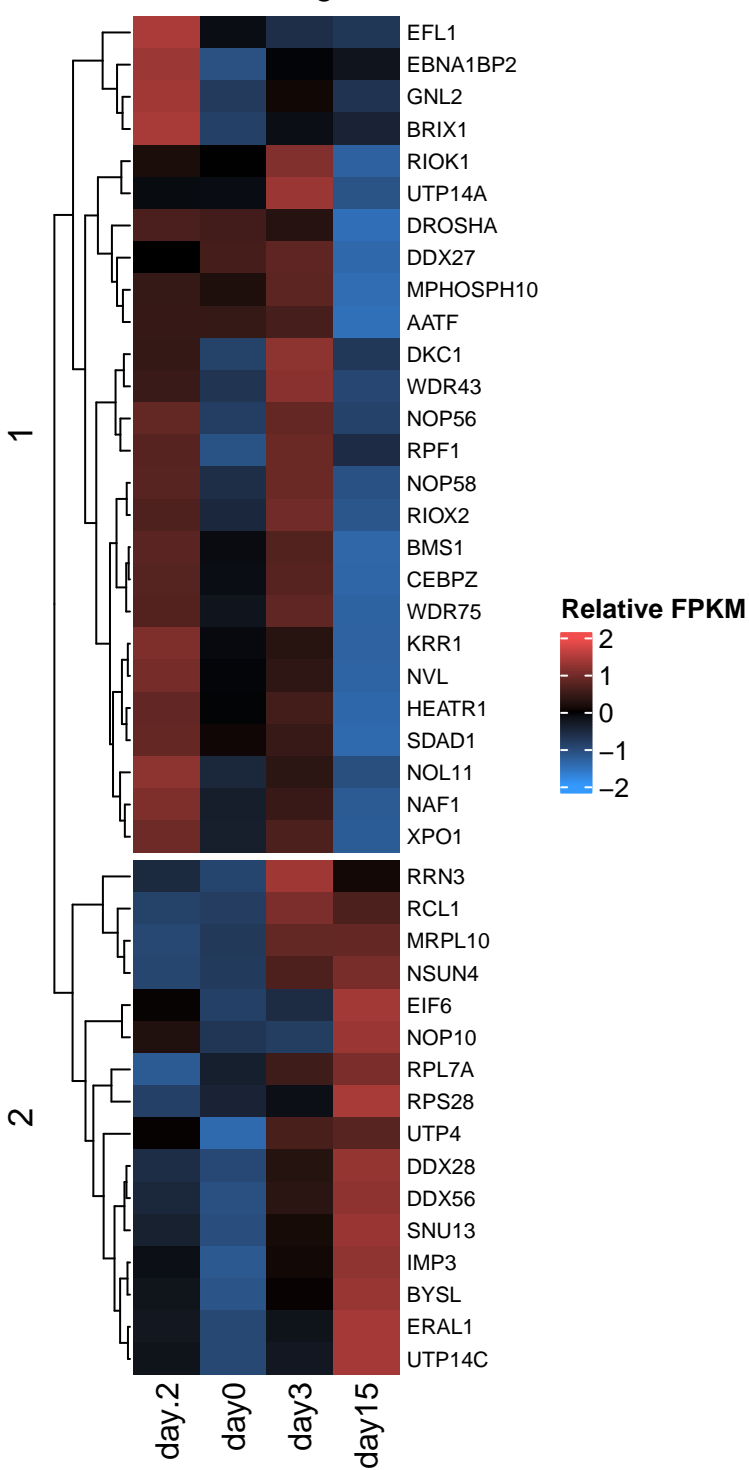 EFL1
EBNA1BP2
GNL2
BRIX1
RIOK1
UTP14A
DROSHA
DDX27
MPHOSPH10
AATF
DKC1
WDR43
NOP56
RPF1
NOP58
RIOX2
BMS1
CEBPZ
WDR75
KRR1
NVL
HEATR1
SDAD1
NOL11
NAF1
XPO1
1
RRN3
RCL1
MRPL10
NSUN4
EIF6
NOP10
RPL7A
RPS28
UTP4
DDX28
DDX56
SNU13
IMP3
BYSL
ERAL1
UTP14C
2
day.2 day0 day3 day15
Relative FPKM
2
1
0
−1
−2